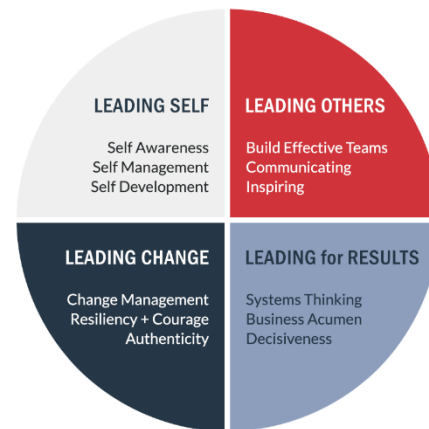 LEADING SELF
Self Awareness
Self Management
Self Development
LEADING OTHERS
Build Effective Teams
Communicating
Inspiring
LEADING CHANGE
Change Management
Resiliency + Courage
Authenticity
LEADING for RESULTS
Systems Thinking
Business Acumen
Decisiveness